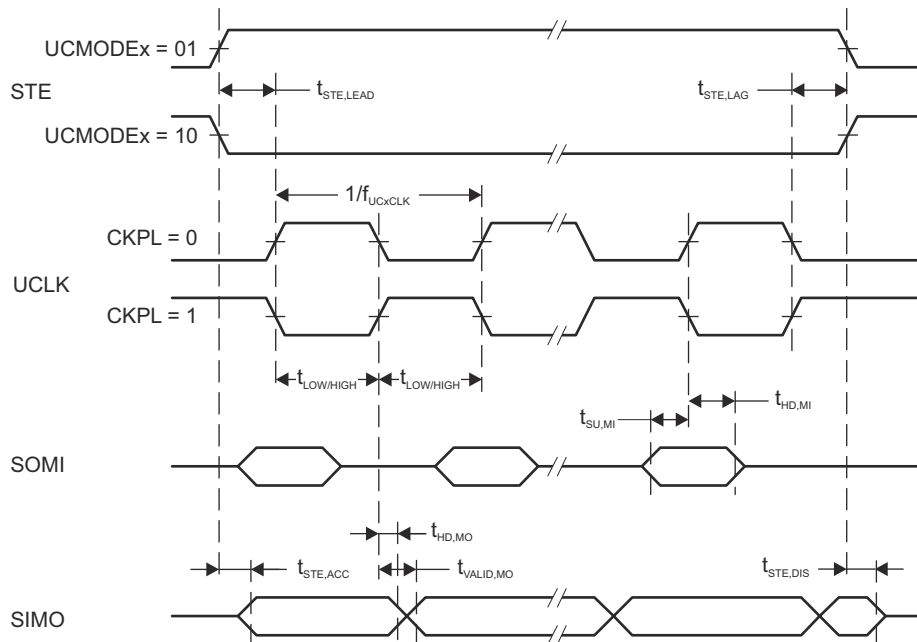 UCMODEx = 01
STE
t_STE,LEAD
t_STE,LAG
UCMODEx = 10
1/f_UCxCLK
CKPL = 0
UCLK
CKPL = 1
t_LOW/HIGH t_LOW/HIGH
t_SU,MI
t_HD,MI
SOMI
t_HD,MO
t_STE,ACC
t_VALID,MO
t_STE,DIS
SIMO